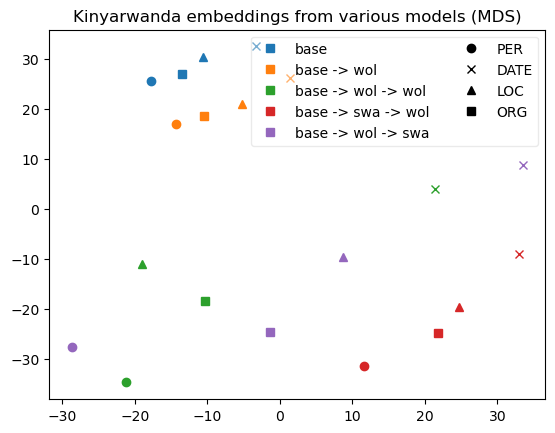 Kinyarwanda embeddings from various models (MDS)
base
base -> wol
base -> wol -> wol
base -> swa -> wol
base -> wol -> swa
PER
DATE
LOC
ORG
30
20
10
0
−10
−20
−30
−30
−20
−10
0
10
20
30